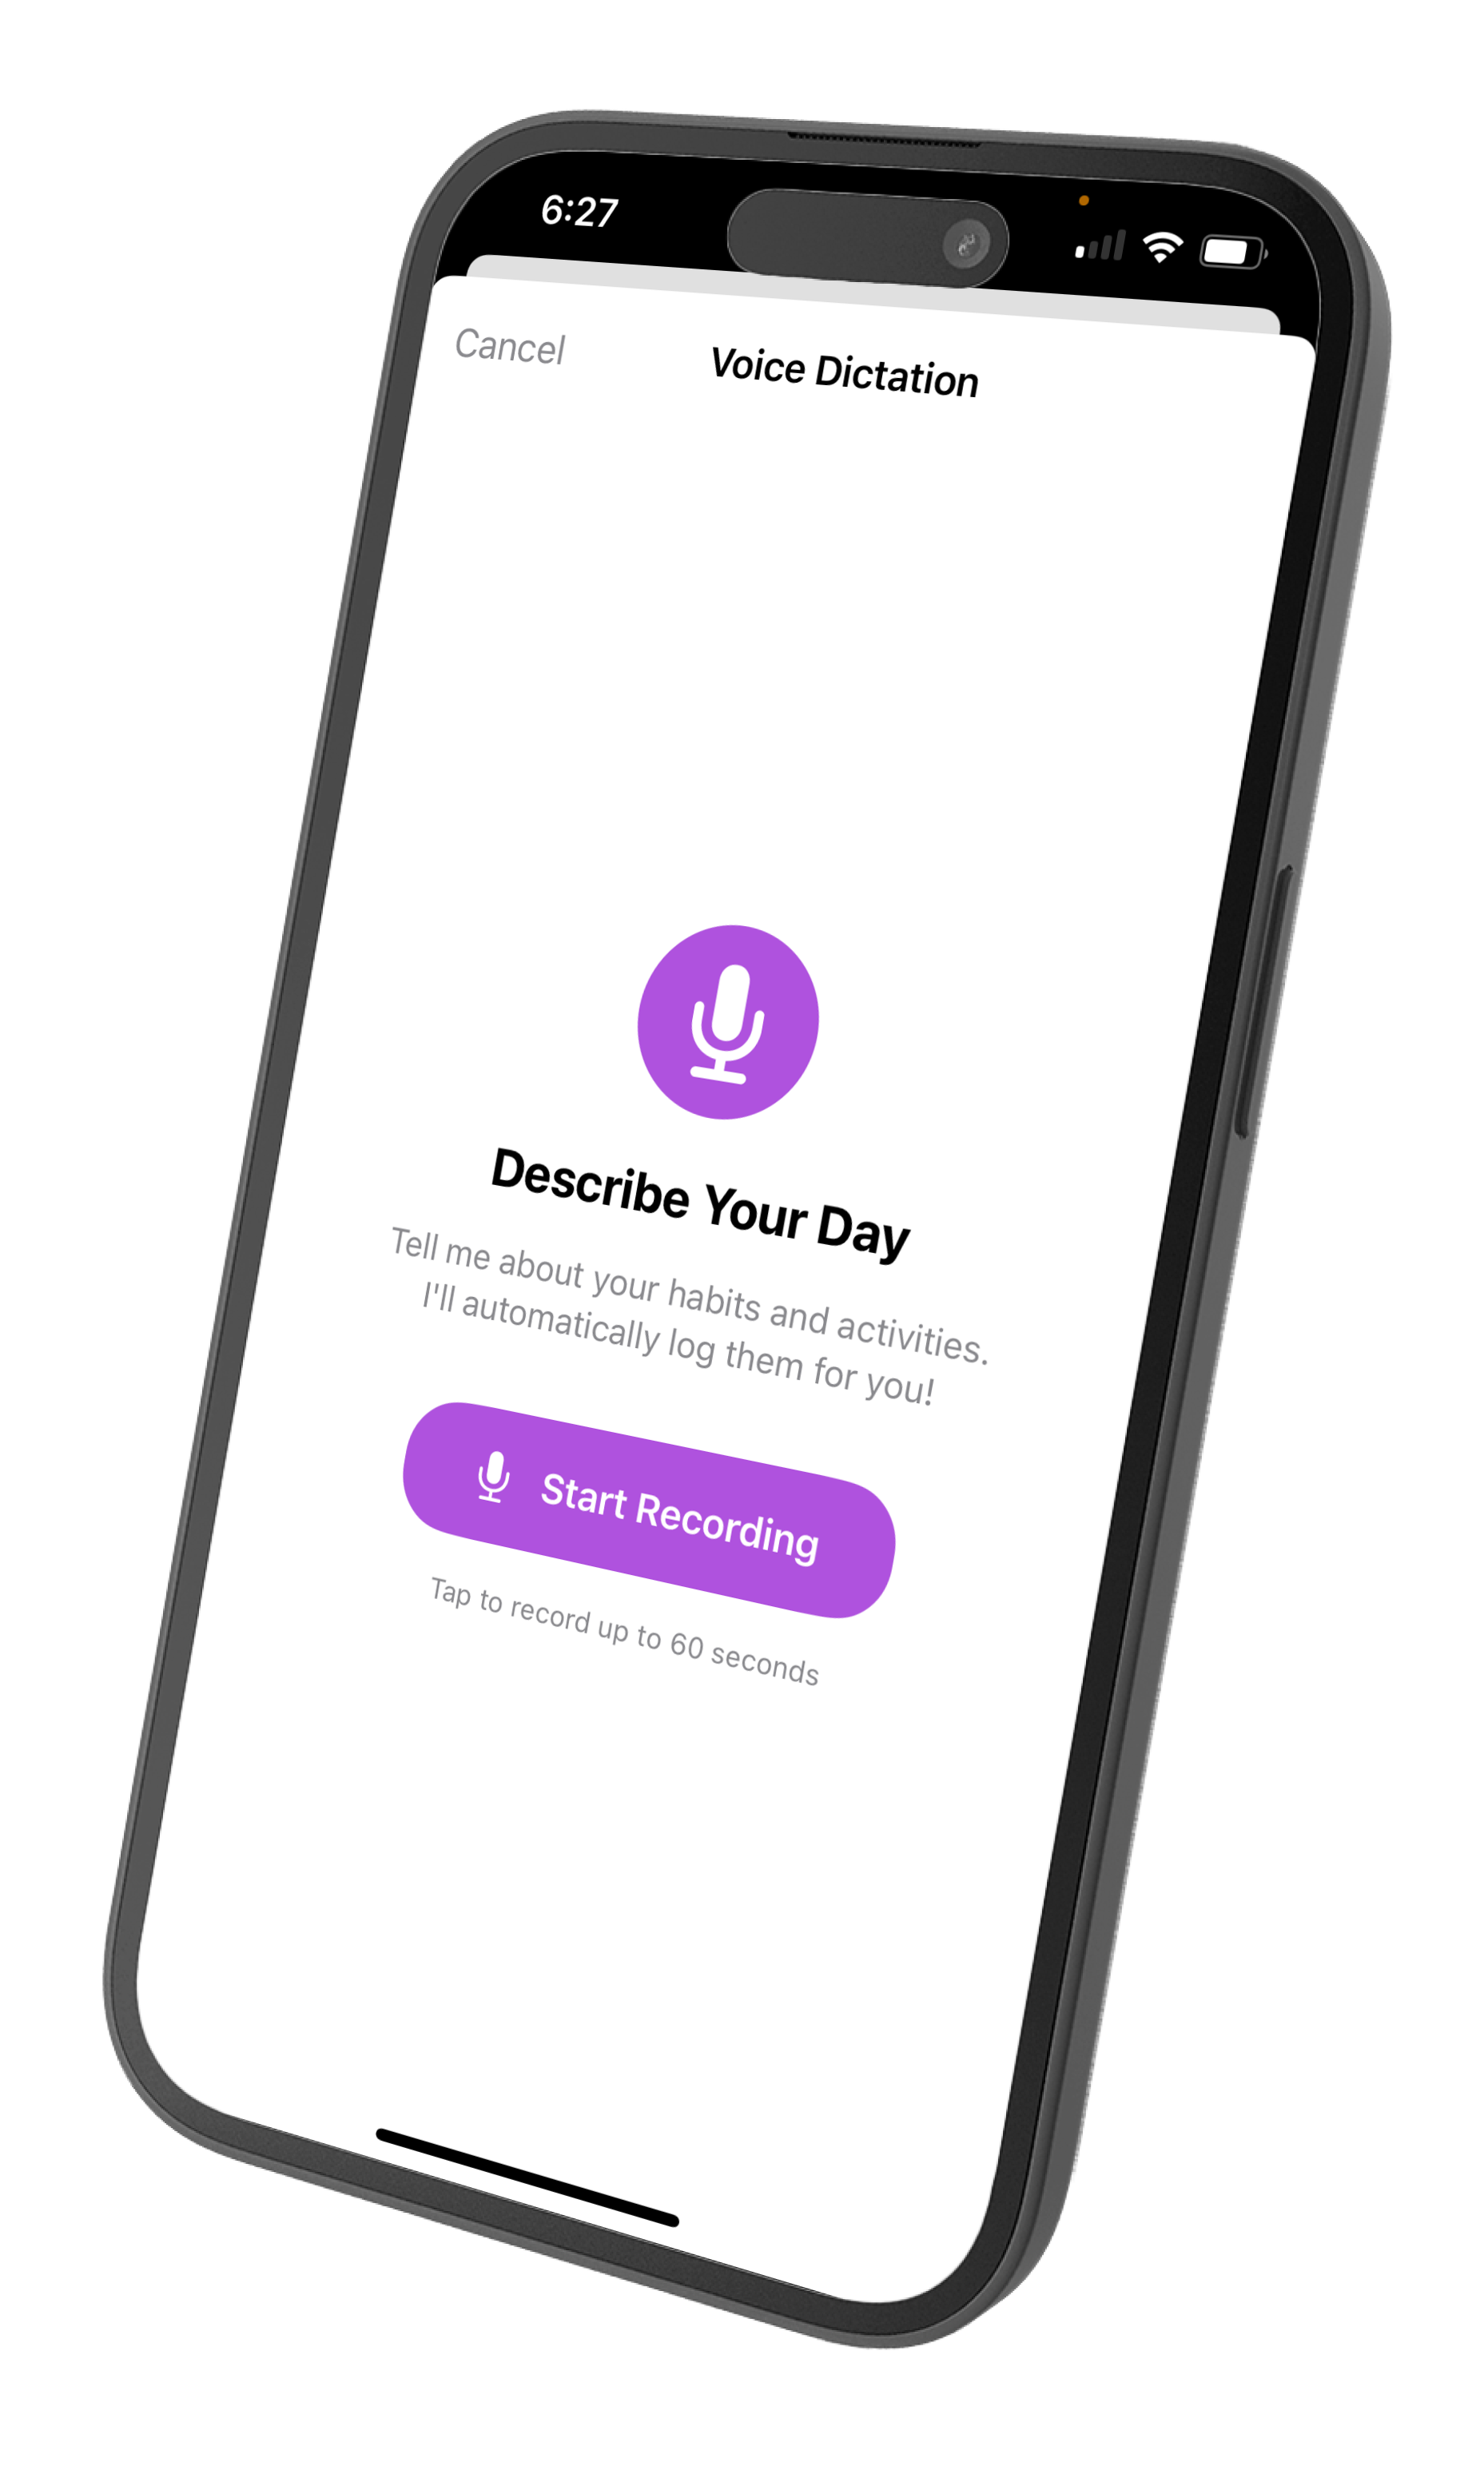 6:27
Cancel
Voice Dictation
Describe Your Day
Tell me about your habits and activities.
I'll automatically log them for you!
Start Recording
Tap to record up to 60 seconds